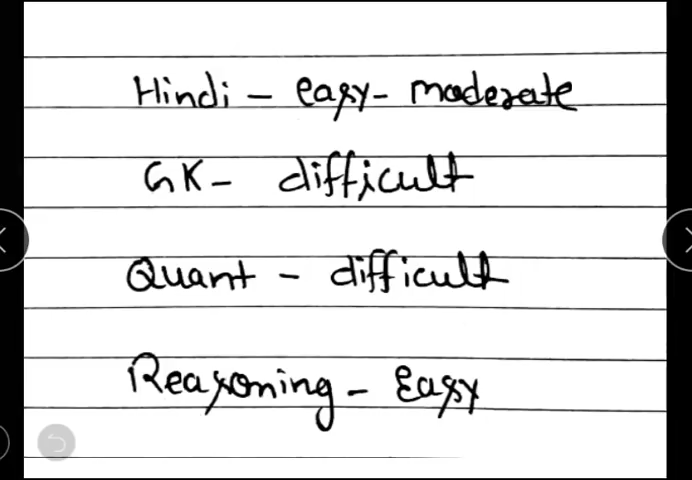 Hindi - easy - moderate
GK - difficult
Quant - difficult
Reasoning - Easy